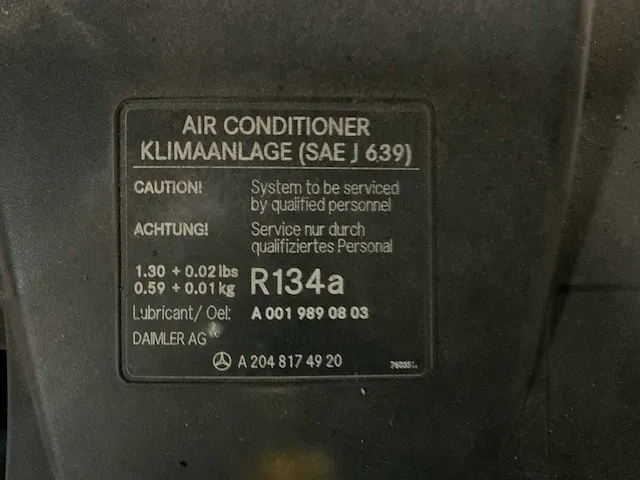 AIR CONDITIONER
KLIMAANLAGE (SAE J 639)
CAUTION! System to be serviced
by qualified personnel
ACHTUNG! Service nur durch
qualifiziertes Personal
1.30 + 0.02 lbs
0.59 + 0.01 kg R134a
Lubricant/ Oel: A 001 989 08 03
DAIMLER AG
A 204 817 49 20